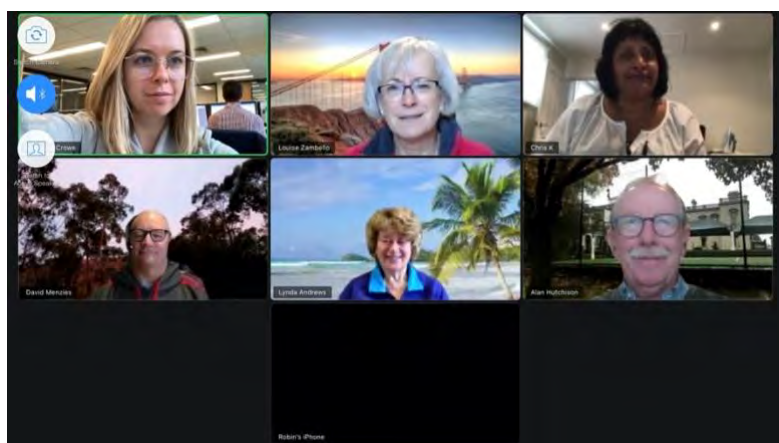 Crowe
Louise Zambello
Chris K
David Menzies
Lynda Andrews
Alan Hutchison
Robin's iPhone